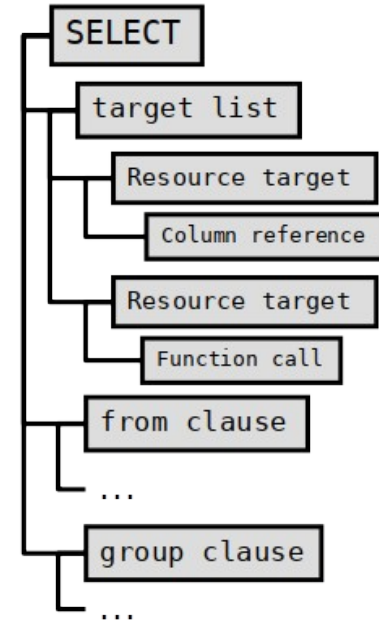 SELECT
target list
Resource target
Column reference
Resource target
Function call
from clause
...
group clause
...